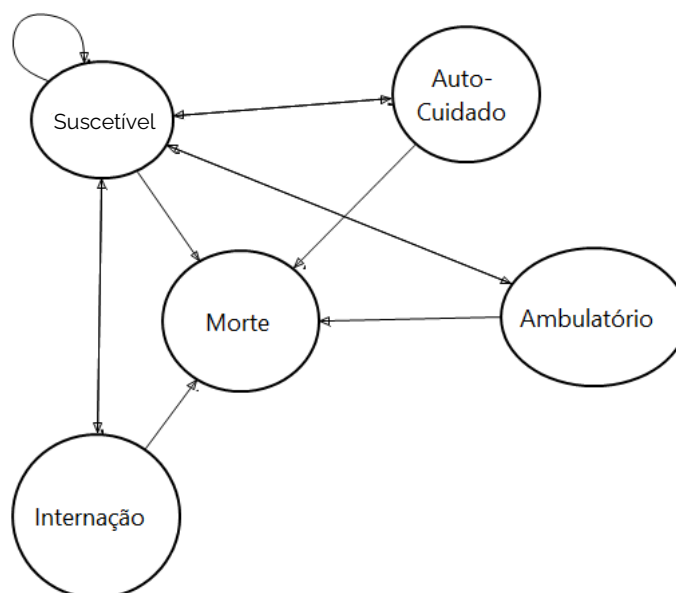 Suscetível
Auto-
Cuidado
Morte
Ambulatório
Internação